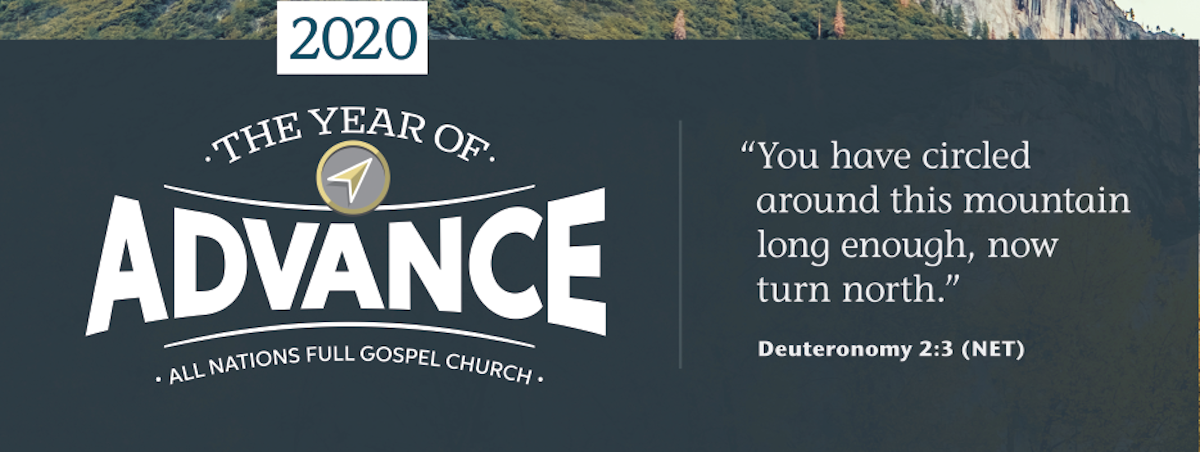 2020
·THE YEAR OF·
ADVANCE
· ALL NATIONS FULL GOSPEL CHURCH ·
“You have circled
around this mountain
long enough, now
turn north.”
Deuteronomy 2:3 (NET)